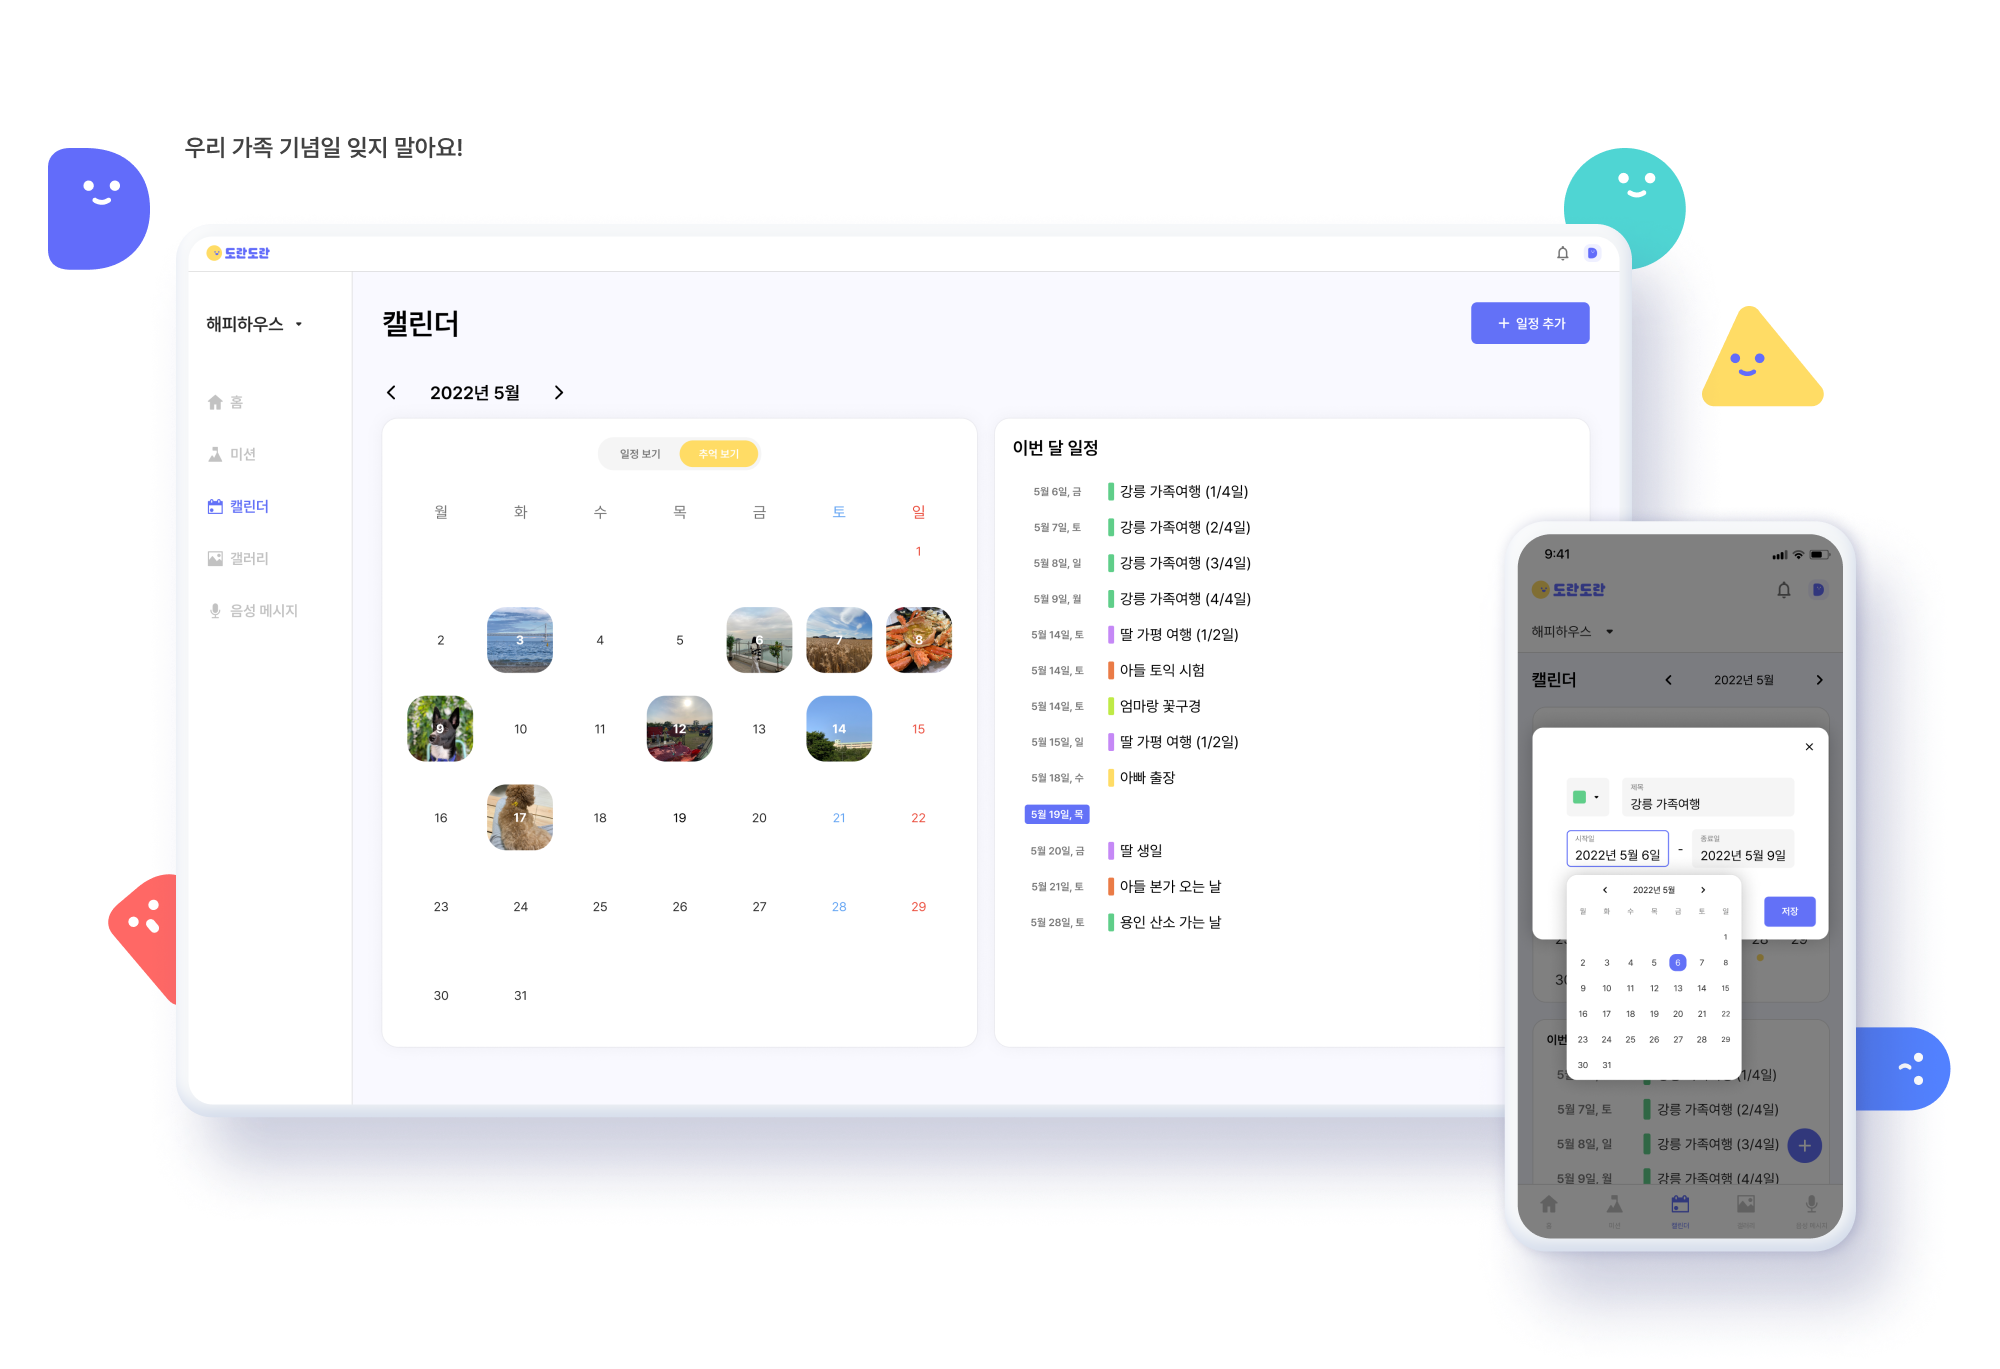 우리 가족 기념일 잊지 말아요!
도란도란
해피하우스
홈
미션
캘린더
갤러리
음성 메시지
캘린더
+ 일정 추가
2022년 5월
일정 보기 추억 보기
월 화 수 목 금 토 일
1
2 3 4 5 6 7 8
9 10 11 12 13 14 15
16 17 18 19 20 21 22
23 24 25 26 27 28 29
30 31
이번 달 일정
5월 6일, 금 강릉 가족여행 (1/4일)
5월 7일, 토 강릉 가족여행 (2/4일)
5월 8일, 일 강릉 가족여행 (3/4일)
5월 9일, 월 강릉 가족여행 (4/4일)
5월 14일, 토 딸 가평 여행 (1/2일)
5월 14일, 토 아들 토익 시험
5월 14일, 토 엄마랑 꽃구경
5월 15일, 일 딸 가평 여행 (1/2일)
5월 18일, 수 아빠 출장
5월 19일, 목
5월 20일, 금 딸 생일
5월 21일, 토 아들 본가 오는 날
5월 28일, 토 용인 산소 가는 날
9:41
도란도란
해피하우스
캘린더
2022년 5월
제목
강릉 가족여행
시작일
2022년 5월 6일
-
종료일
2022년 5월 9일
2022년 5월
월 화 수 목 금 토 일
1
2 3 4 5 6 7 8
9 10 11 12 13 14 15
16 17 18 19 20 21 22
23 24 25 26 27 28 29
30 31
저장
28 29
이번
(1/4일)
5월 7일, 토 강릉 가족여행 (2/4일)
5월 8일, 일 강릉 가족여행 (3/4일)
5월 9일, 월 강릉 가족여행 (4/4일)
홈 미션 캘린더 갤러리 음성 메시지